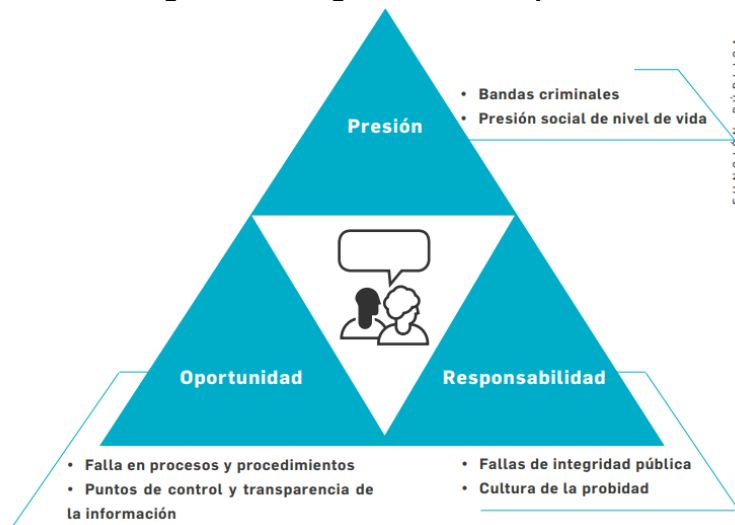 • Bandas criminales
• Presión social de nivel de vida
Presión
Oportunidad
Responsabilidad
• Falla en procesos y procedimientos
• Puntos de control y transparencia de
la información
• Fallas de integridad pública
• Cultura de la probidad